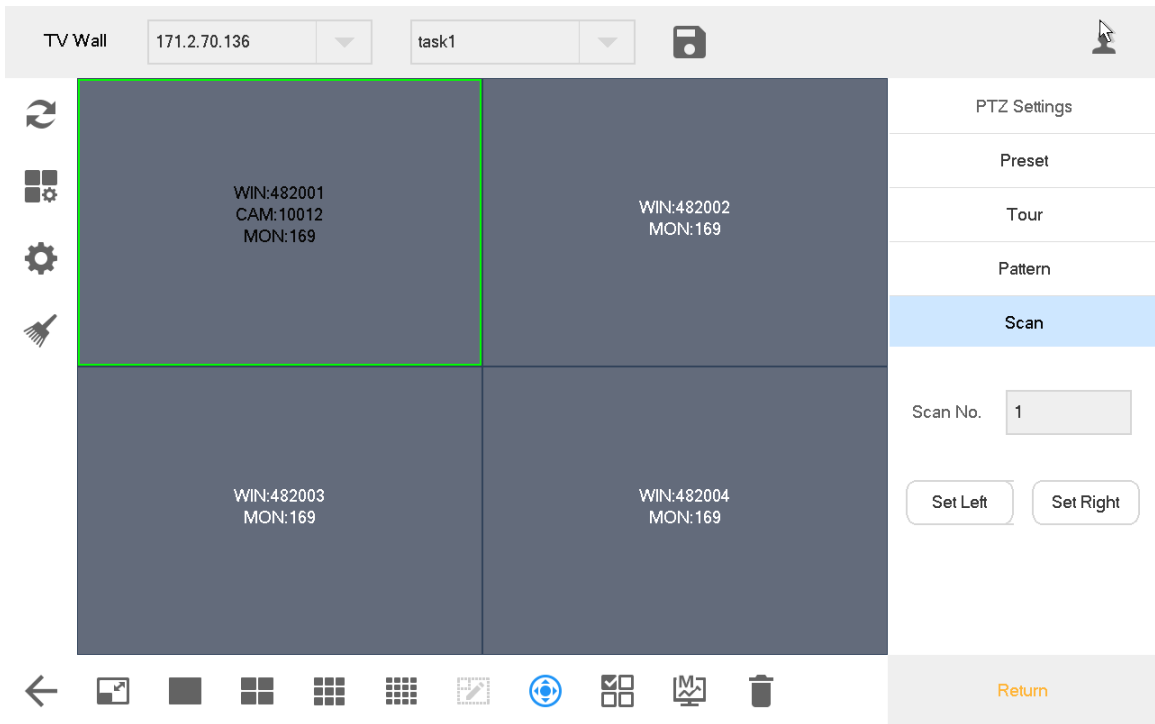 TV Wall
171.2.70.136
task1
WIN:482001
CAM:10012
MON:169
WIN:482002
MON:169
WIN:482003
MON:169
WIN:482004
MON:169
PTZ Settings
Preset
Tour
Pattern
Scan
Scan No. 1
Set Left Set Right
M
Return